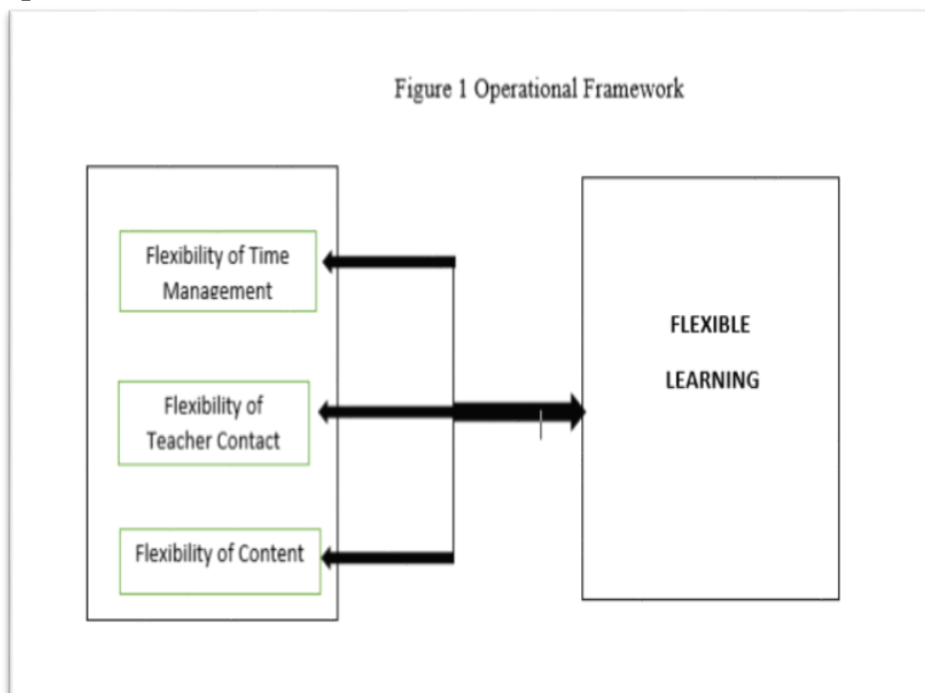 Figure 1 Operational Framework
Flexibility of Time
Management
Flexibility of
Teacher Contact
Flexibility of Content
FLEXIBLE
LEARNING